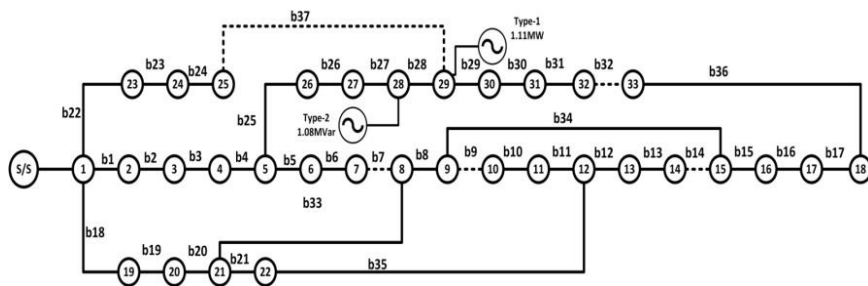 b37
Type-1
1.11MW
b23
b24
b26
b27
b28
b29
b30
b31
b32
b36
23
24
25
26
27
28
29
30
31
32
33
b22
b25
Type-2
1.08MVar
b34
b1
b2
b3
b4
b5
b6
b7
b8
b9
b10
b11
b12
b13
b14
b15
b16
b17
S/S
1
2
3
4
5
6
7
8
9
10
11
12
13
14
15
16
17
18
b33
b18
b19
b20
b21
b35
19
20
21
22